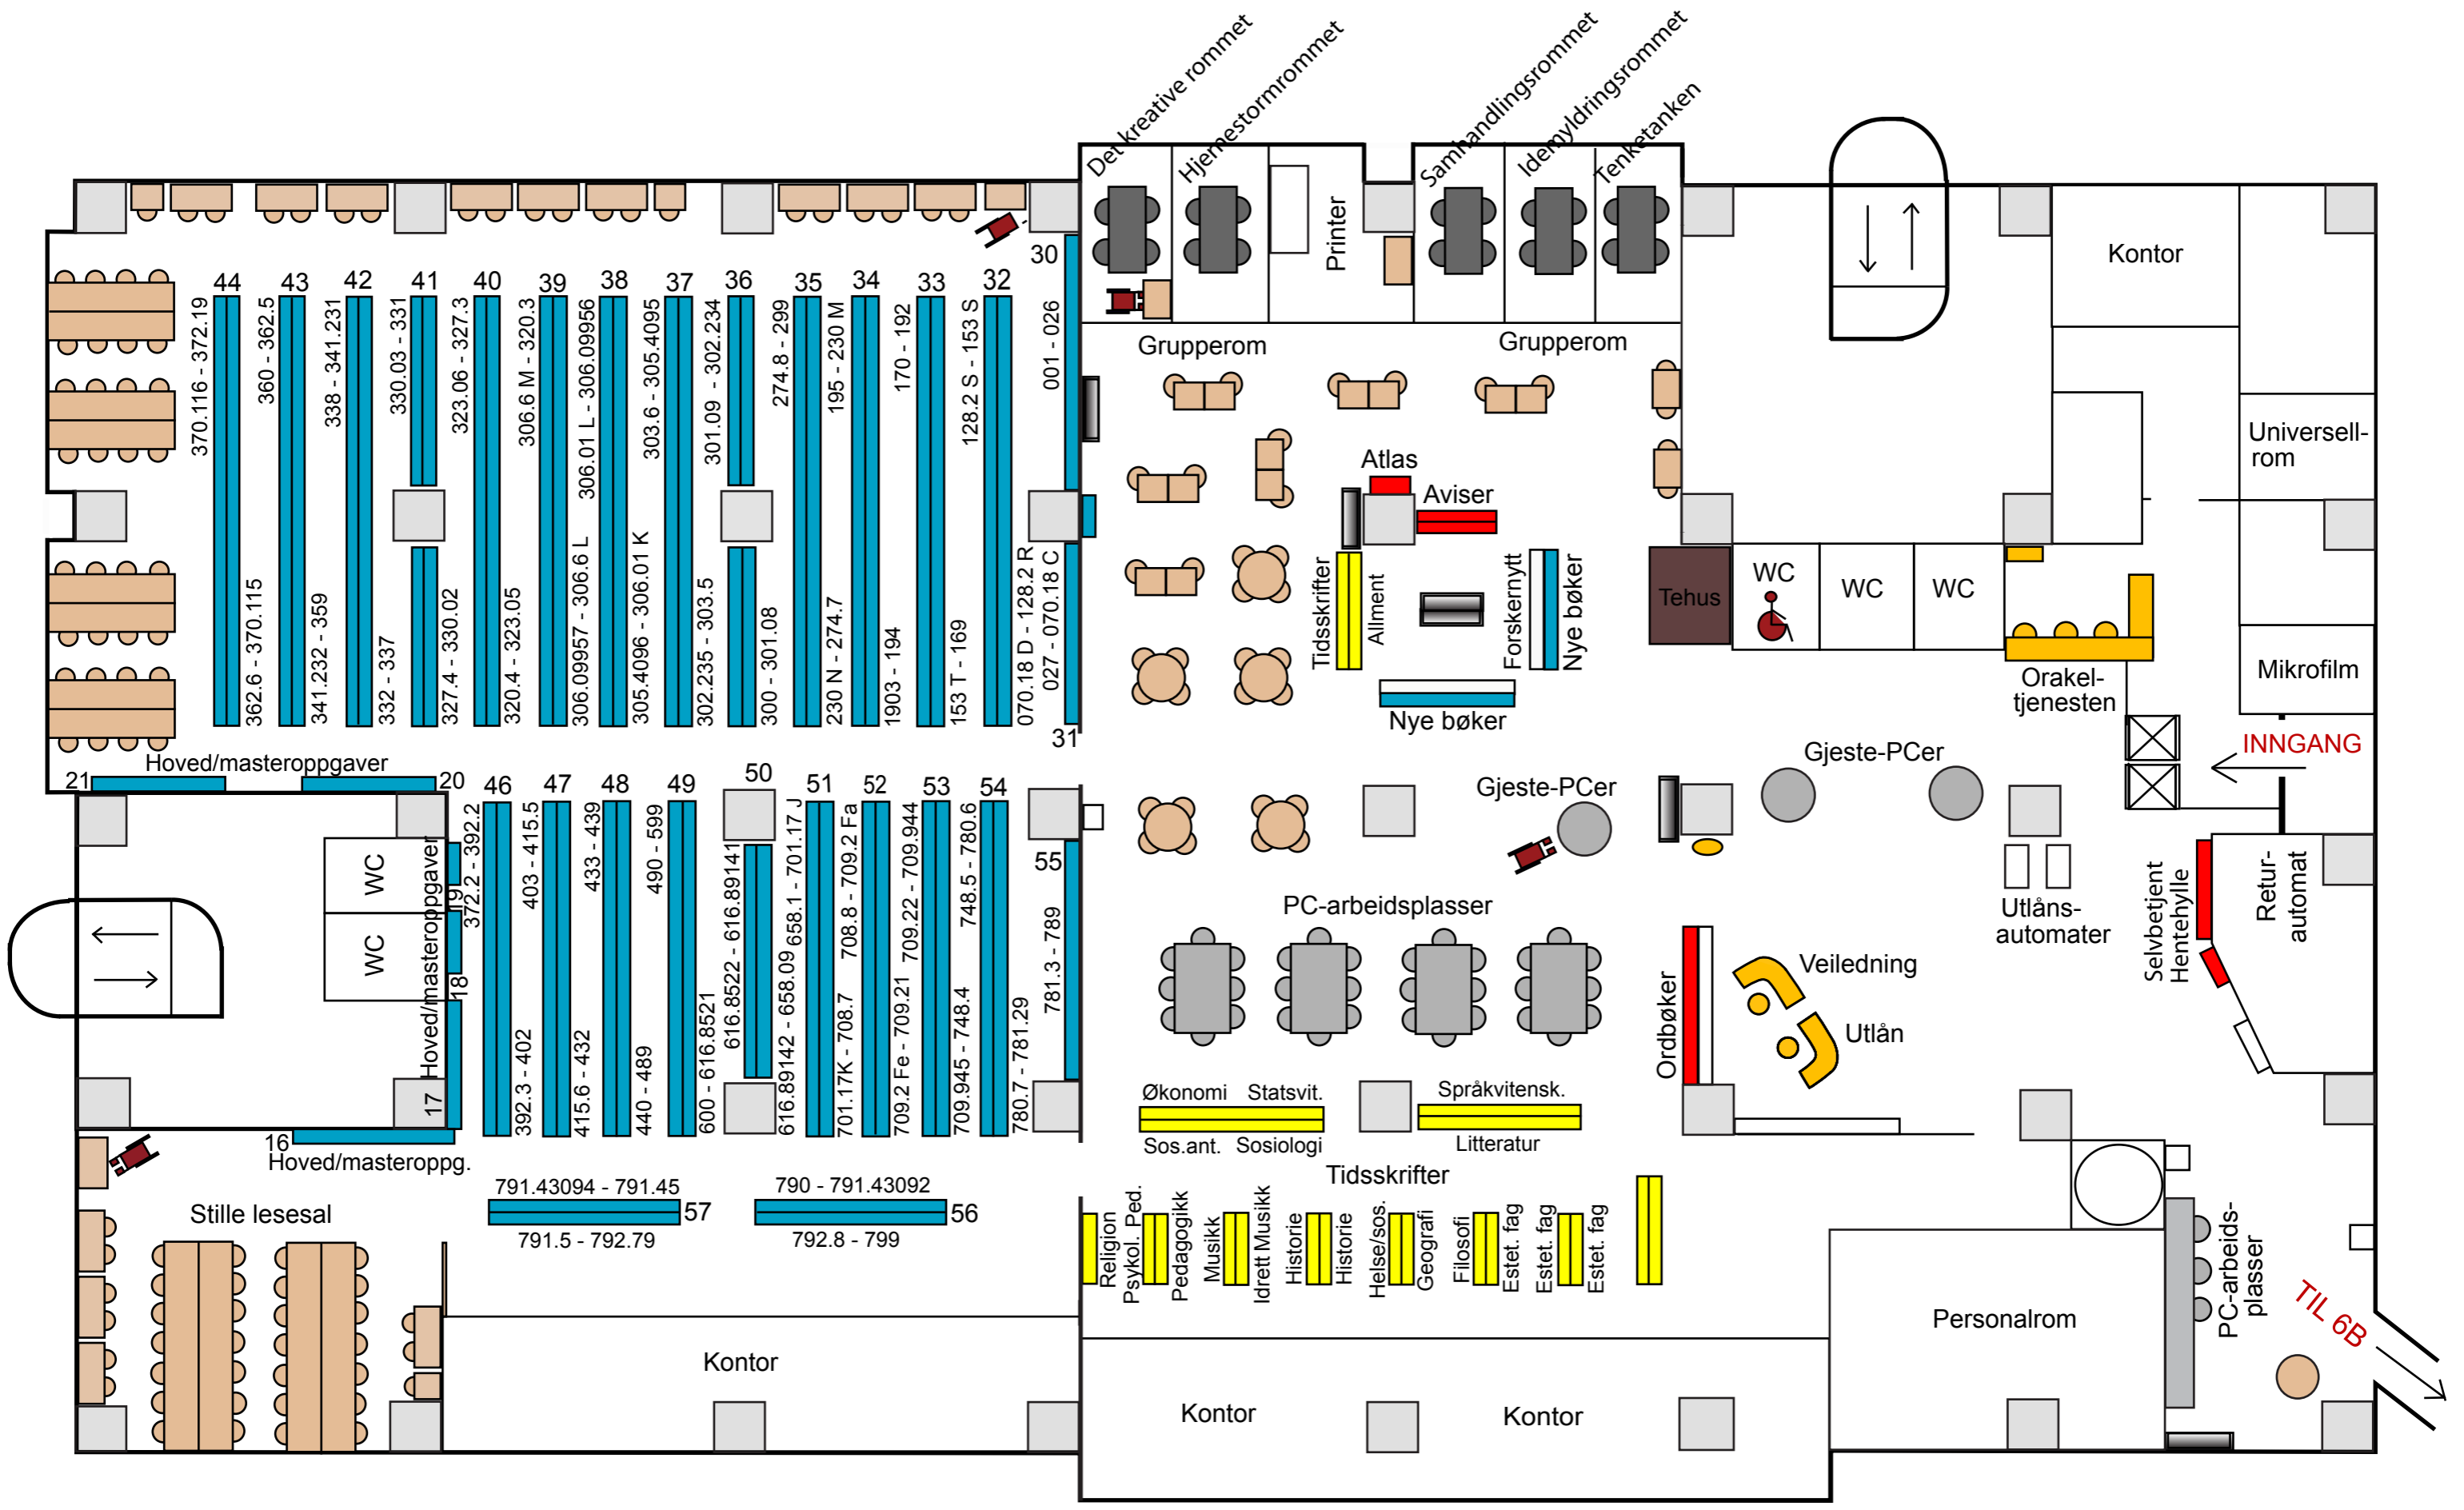 Det kreative rommet
Hjernestormrommet
Samhandlingsrommet
Idemyldringsrommet
Tenketanken
Printer
Grupperom
Grupperom
Kontor
Universell-
rom
Mikrofilm
INNGANG
30
001 - 026
44
370.116 - 372.19
362.6 - 370.115
43
360 - 362.5
341.232 - 359
42
338 - 341.231
332 - 337
41
330.03 - 331
327.4 - 330.02
40
323.06 - 327.3
320.4 - 323.05
39
306.6 M - 320.3
306.09957 - 306.6 L
38
306.01 L - 306.09956
305.4096 - 306.01 K
37
303.6 - 305.4095
302.235 - 303.5
36
301.09 - 302.234
300 - 301.08
35
274.8 - 299
230 N - 274.7
34
195 - 230 M
1903 - 194
33
170 - 192
153 T - 169
32
128.2 S - 153 S
070.18 D - 128.2 R
027 - 070.18 C
31
Atlas
Aviser
Tidsskrifter
Allment
Forskernytt
Nye bøker
Nye bøker
Tehus
WC
WC
WC
Orakel-
tjenesten
Gjeste-PCer
Gjeste-PCer
21
Hoved/masteroppgaver
20
WC
WC
Hoved/masteroppgaver
19
18
17
16
Hoved/masteroppg.
46
372.2 - 392.2
392.3 - 402
47
403 - 415.5
415.6 - 432
48
433 - 439
440 - 489
49
490 - 599
600 - 616.8521
50
616.8522 - 616.89141
616.89142 - 658.09
51
658.1 - 701.17 J
701.17K - 708.7
52
708.8 - 709.2 Fa
709.2 Fe - 709.21
53
709.22 - 709.944
709.945 - 748.4
54
748.5 - 780.6
780.7 - 781.29
55
781.3 - 789
791.43094 - 791.45
57
791.5 - 792.79
790 - 791.43092
56
792.8 - 799
Stille lesesal
Kontor
PC-arbeidsplasser
Ordbøker
Veiledning
Utlån
Utlåns-
automater
Selvbetjent
Hentehylle
Retur-
automat
Økonomi
Statsvit.
Sos.ant.
Sosiologi
Språkvitensk.
Litteratur
Tidsskrifter
Religion
Psykol. Ped.
Pedagogikk
Musikk
Idrett Musikk
Historie
Historie
Helse/sos.
Geografi
Filosofi
Estet. fag
Estet. fag
Estet. fag
Kontor
Kontor
Personalrom
PC-arbeids-
plasser
TIL 6B